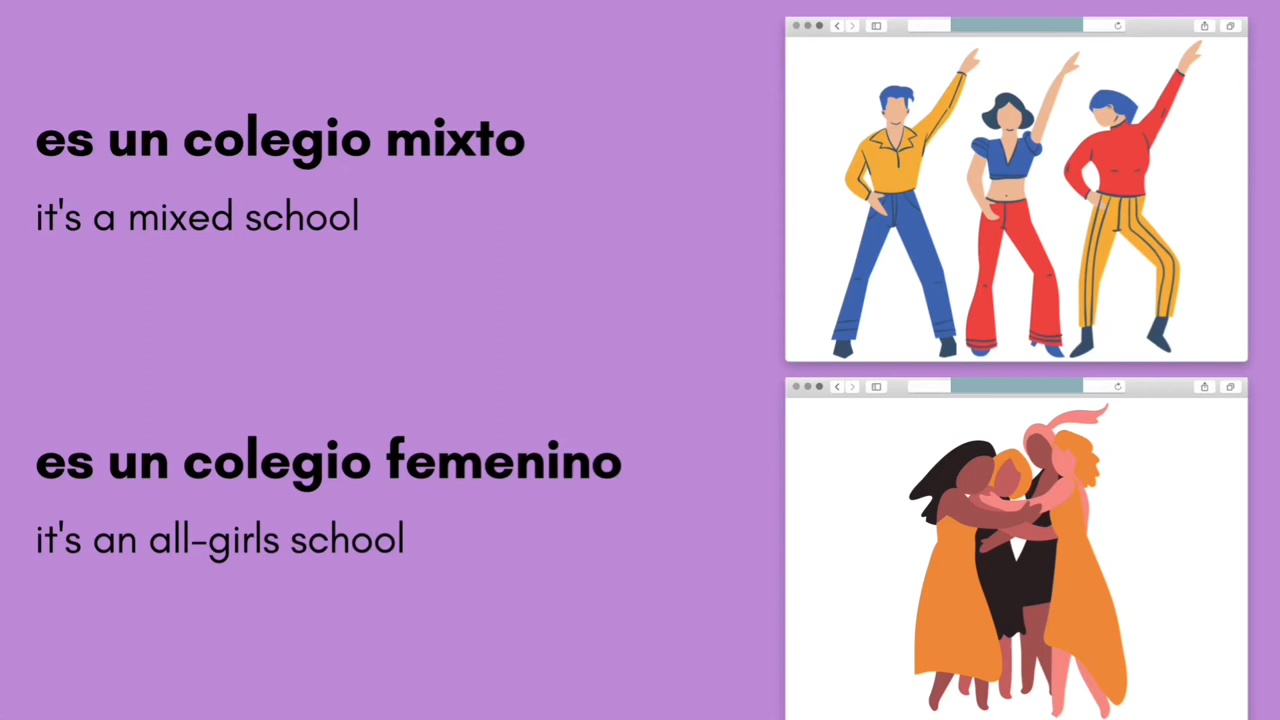 es un colegio mixto
it's a mixed school
es un colegio femenino
it's an all-girls school